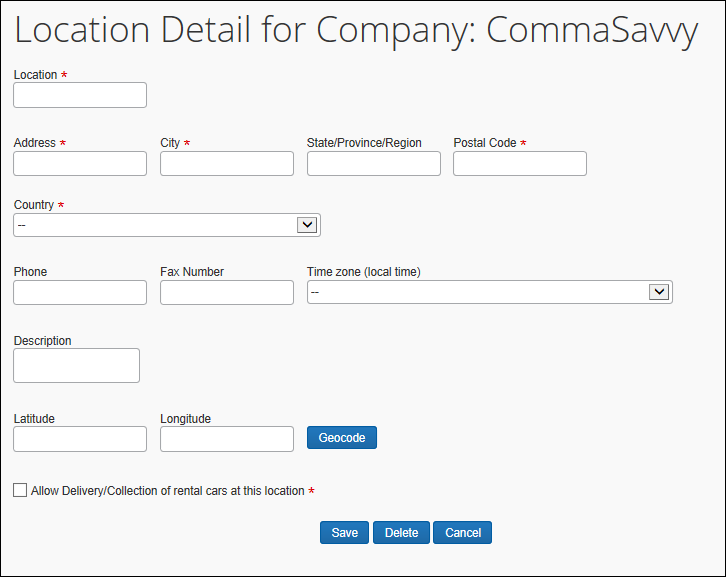 Location Detail for Company: CommaSavvy
Location *
Address * City * State/Province/Region Postal Code *
Country *
--
Phone Fax Number Time zone (local time)
--
Description
Latitude Longitude
Geocode
Allow Delivery/Collection of rental cars at this location *
Save Delete Cancel